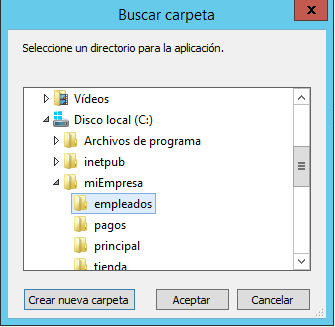 Buscar carpeta
x
Seleccione un directorio para la aplicación.
Vídeos
Disco local (C:)
Archivos de programa
inetpub
miEmpresa
empleados
pagos
principal
tienda
Crear nueva carpeta
Aceptar
Cancelar